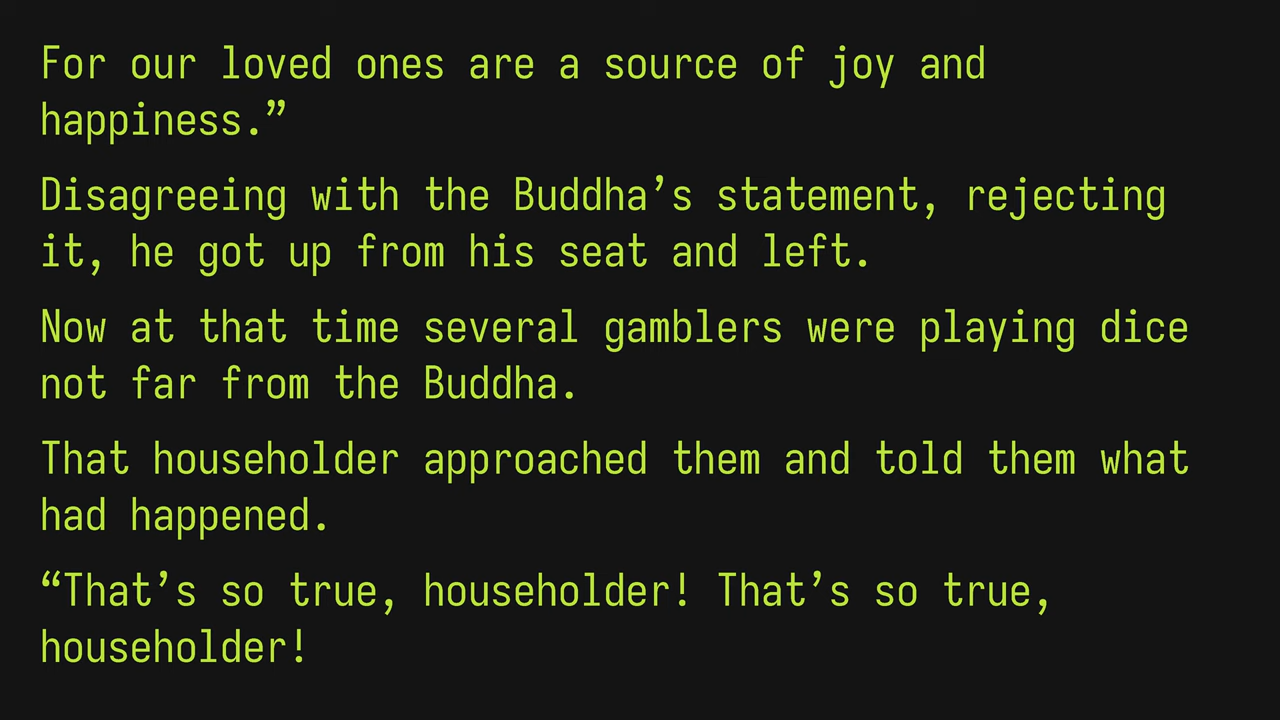 For our loved ones are a source of joy and
happiness.”
Disagreeing with the Buddha’s statement, rejecting
it, he got up from his seat and left.
Now at that time several gamblers were playing dice
not far from the Buddha.
That householder approached them and told them what
had happened.
“That’s so true, householder! That’s so true,
householder!